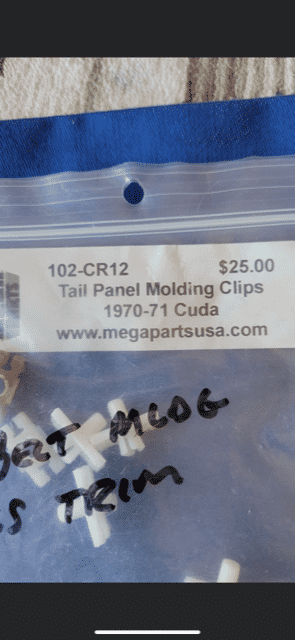 102-CR12 $25.00
Tail Panel Molding Clips
1970-71 Cuda
www.megapartsusa.com
MLDG
TRIM